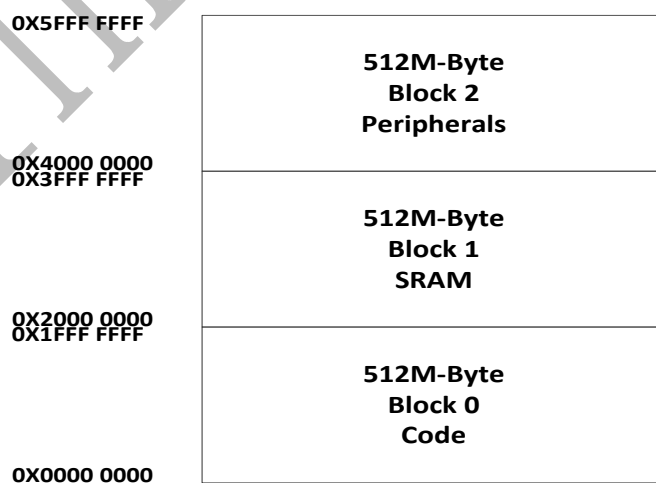 0X5FFF FFFF
512M-Byte
Block 2
Peripherals
0X4000 0000
0X3FFF FFFF
512M-Byte
Block 1
SRAM
0X2000 0000
0X1FFF FFFF
512M-Byte
Block 0
Code
0X0000 0000